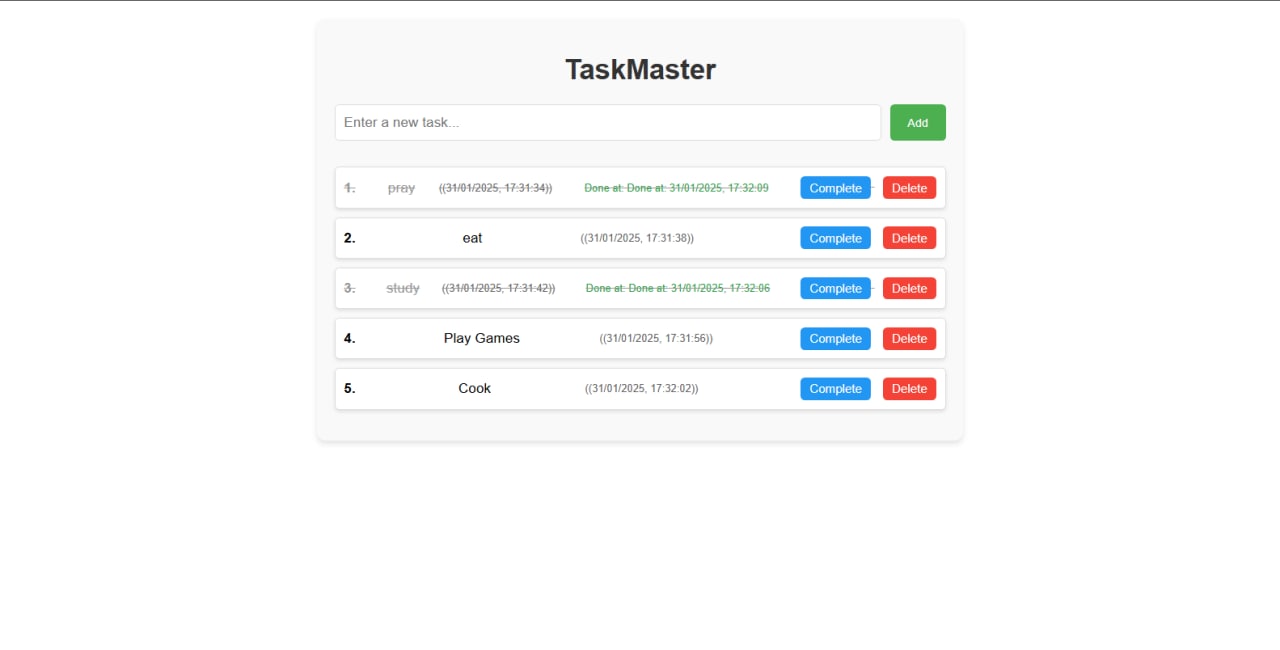 TaskMaster
Enter a new task... Add
1. pray ((31/01/2025, 17:31:34)) Done at: Done at: 31/01/2025, 17:32:09 Complete Delete
2. eat ((31/01/2025, 17:31:38)) Complete Delete
3. study ((31/01/2025, 17:31:42)) Done at: Done at: 31/01/2025, 17:32:06 Complete Delete
4. Play Games ((31/01/2025, 17:31:56)) Complete Delete
5. Cook ((31/01/2025, 17:32:02)) Complete Delete